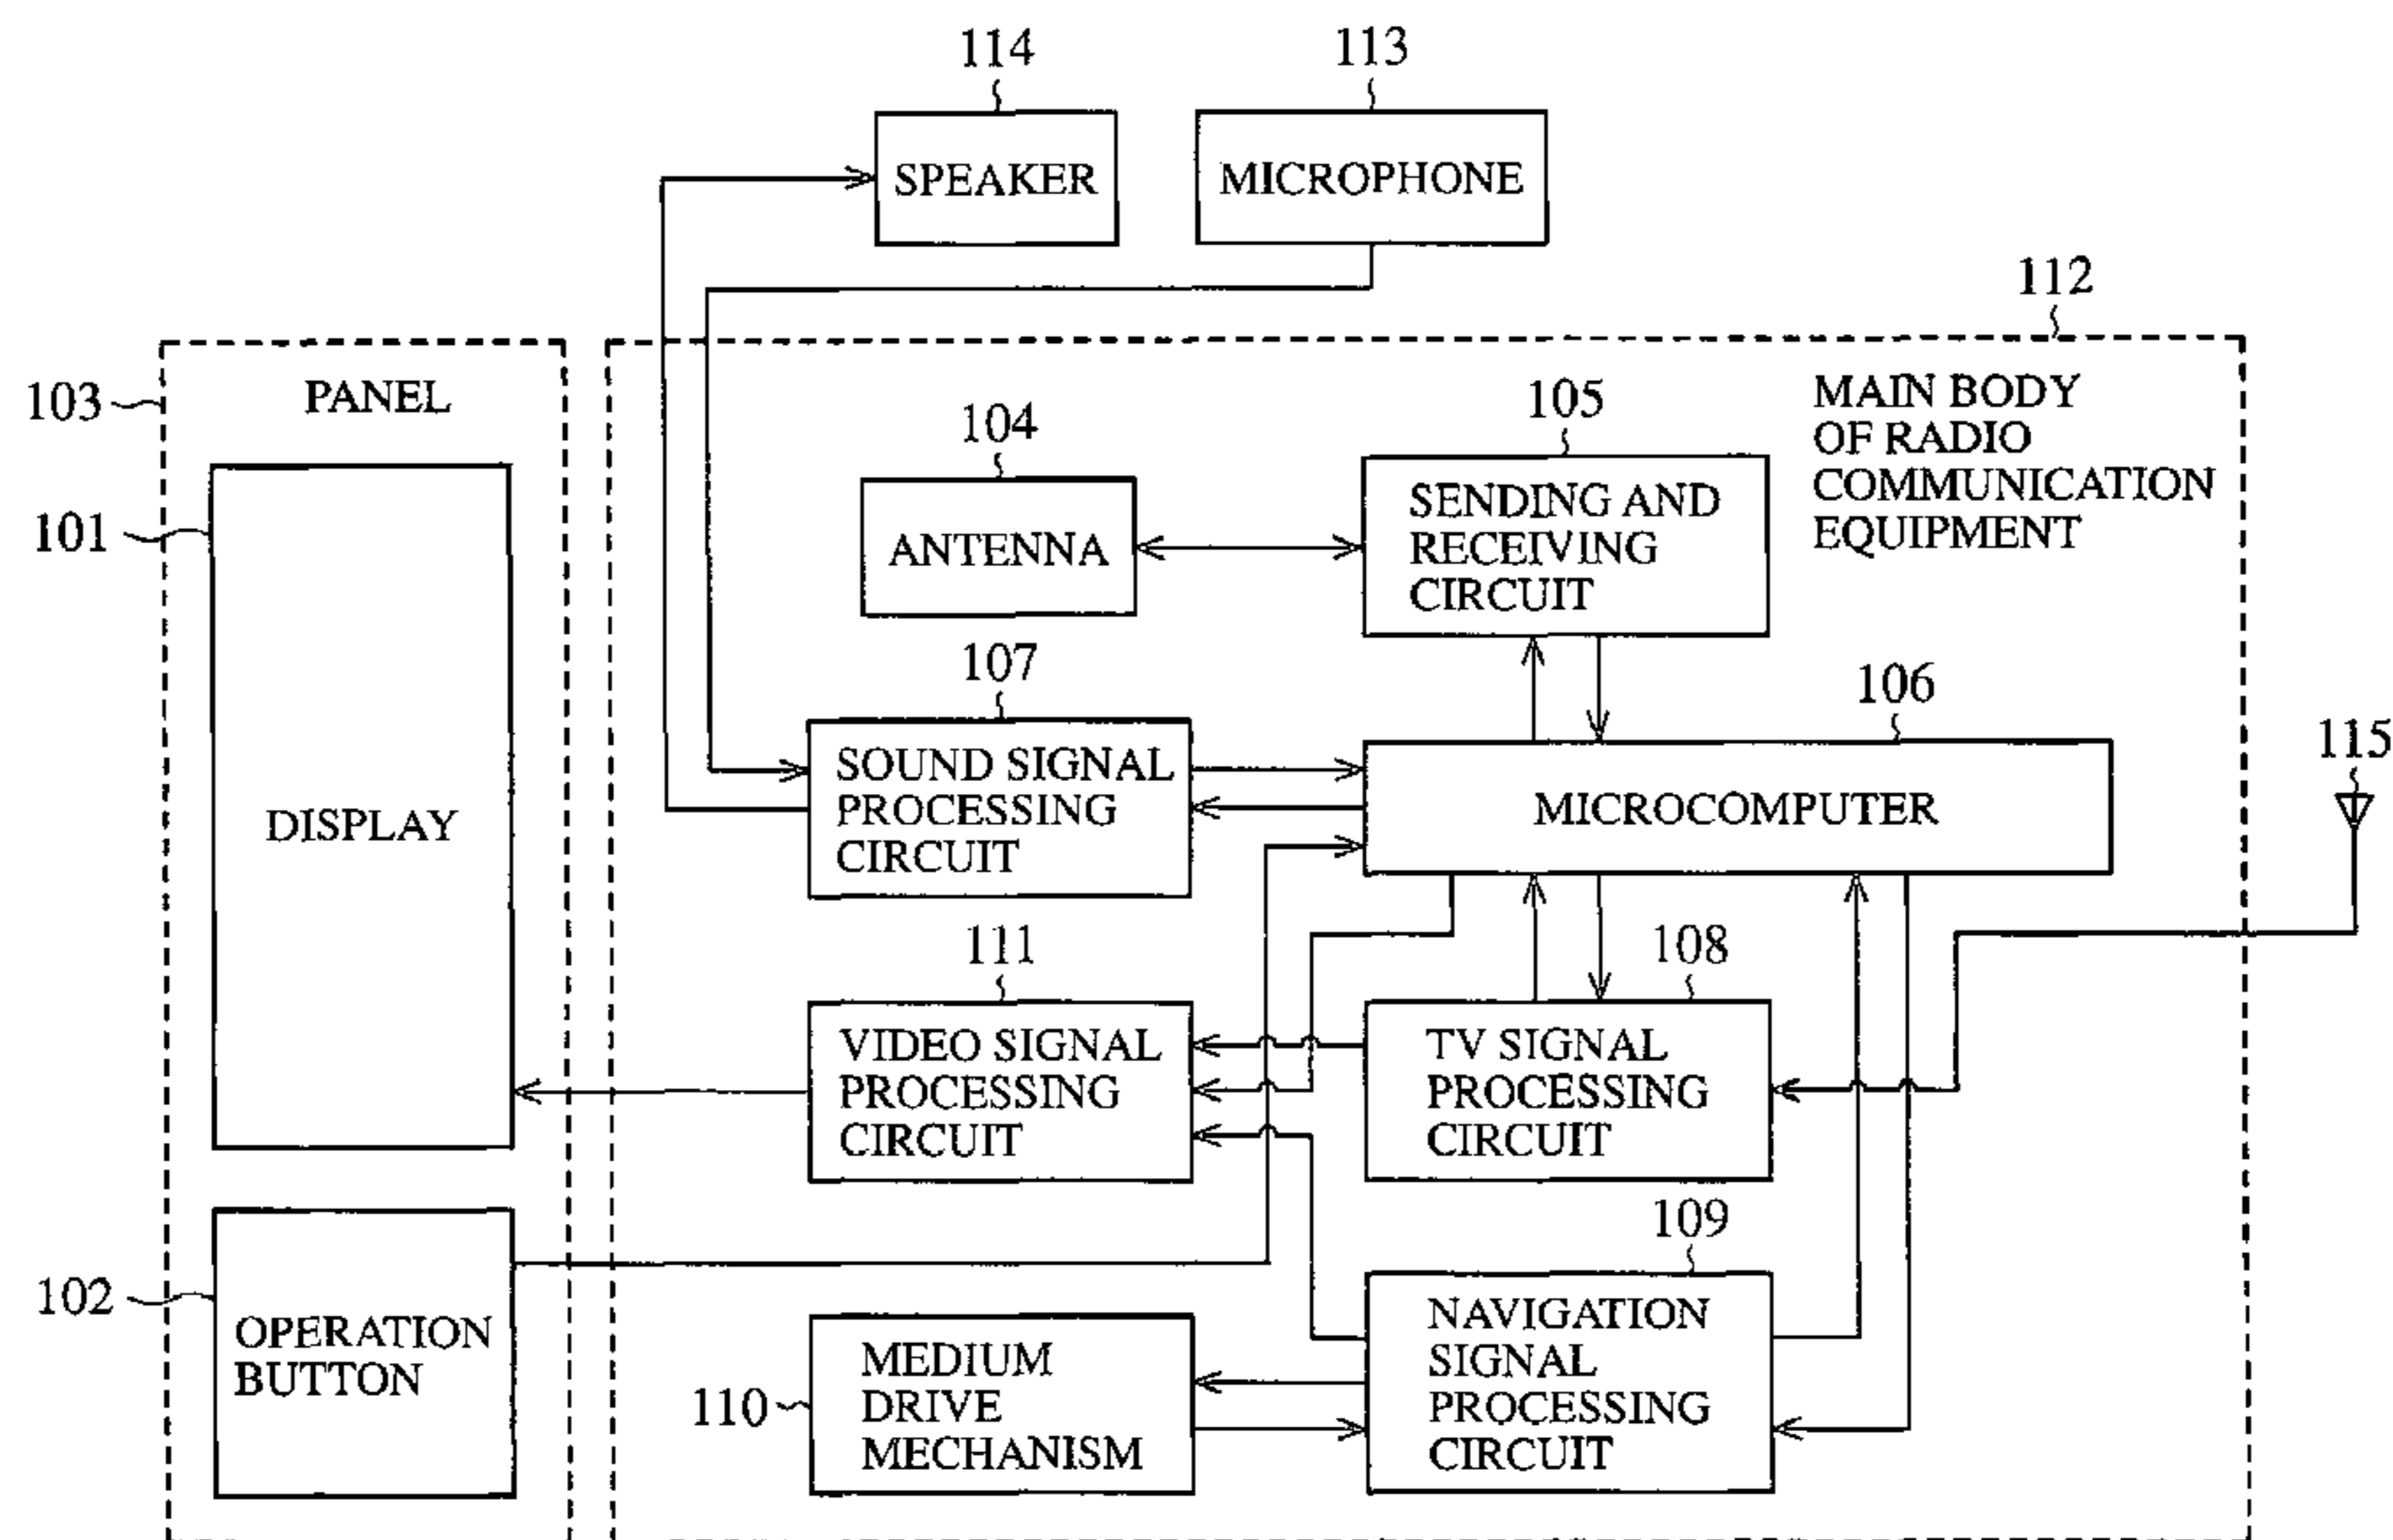 114
113
SPEAKER
MICROPHONE
112
103
PANEL
MAIN BODY
OF RADIO
COMMUNICATION
EQUIPMENT
104
105
101
ANTENNA
SENDING AND
RECEIVING
CIRCUIT
107
106
115
DISPLAY
SOUND SIGNAL
PROCESSING
CIRCUIT
MICROCOMPUTER
111
108
VIDEO SIGNAL
PROCESSING
CIRCUIT
TV SIGNAL
PROCESSING
CIRCUIT
109
102
OPERATION
BUTTON
110
MEDIUM
DRIVE
MECHANISM
NAVIGATION
SIGNAL
PROCESSING
CIRCUIT